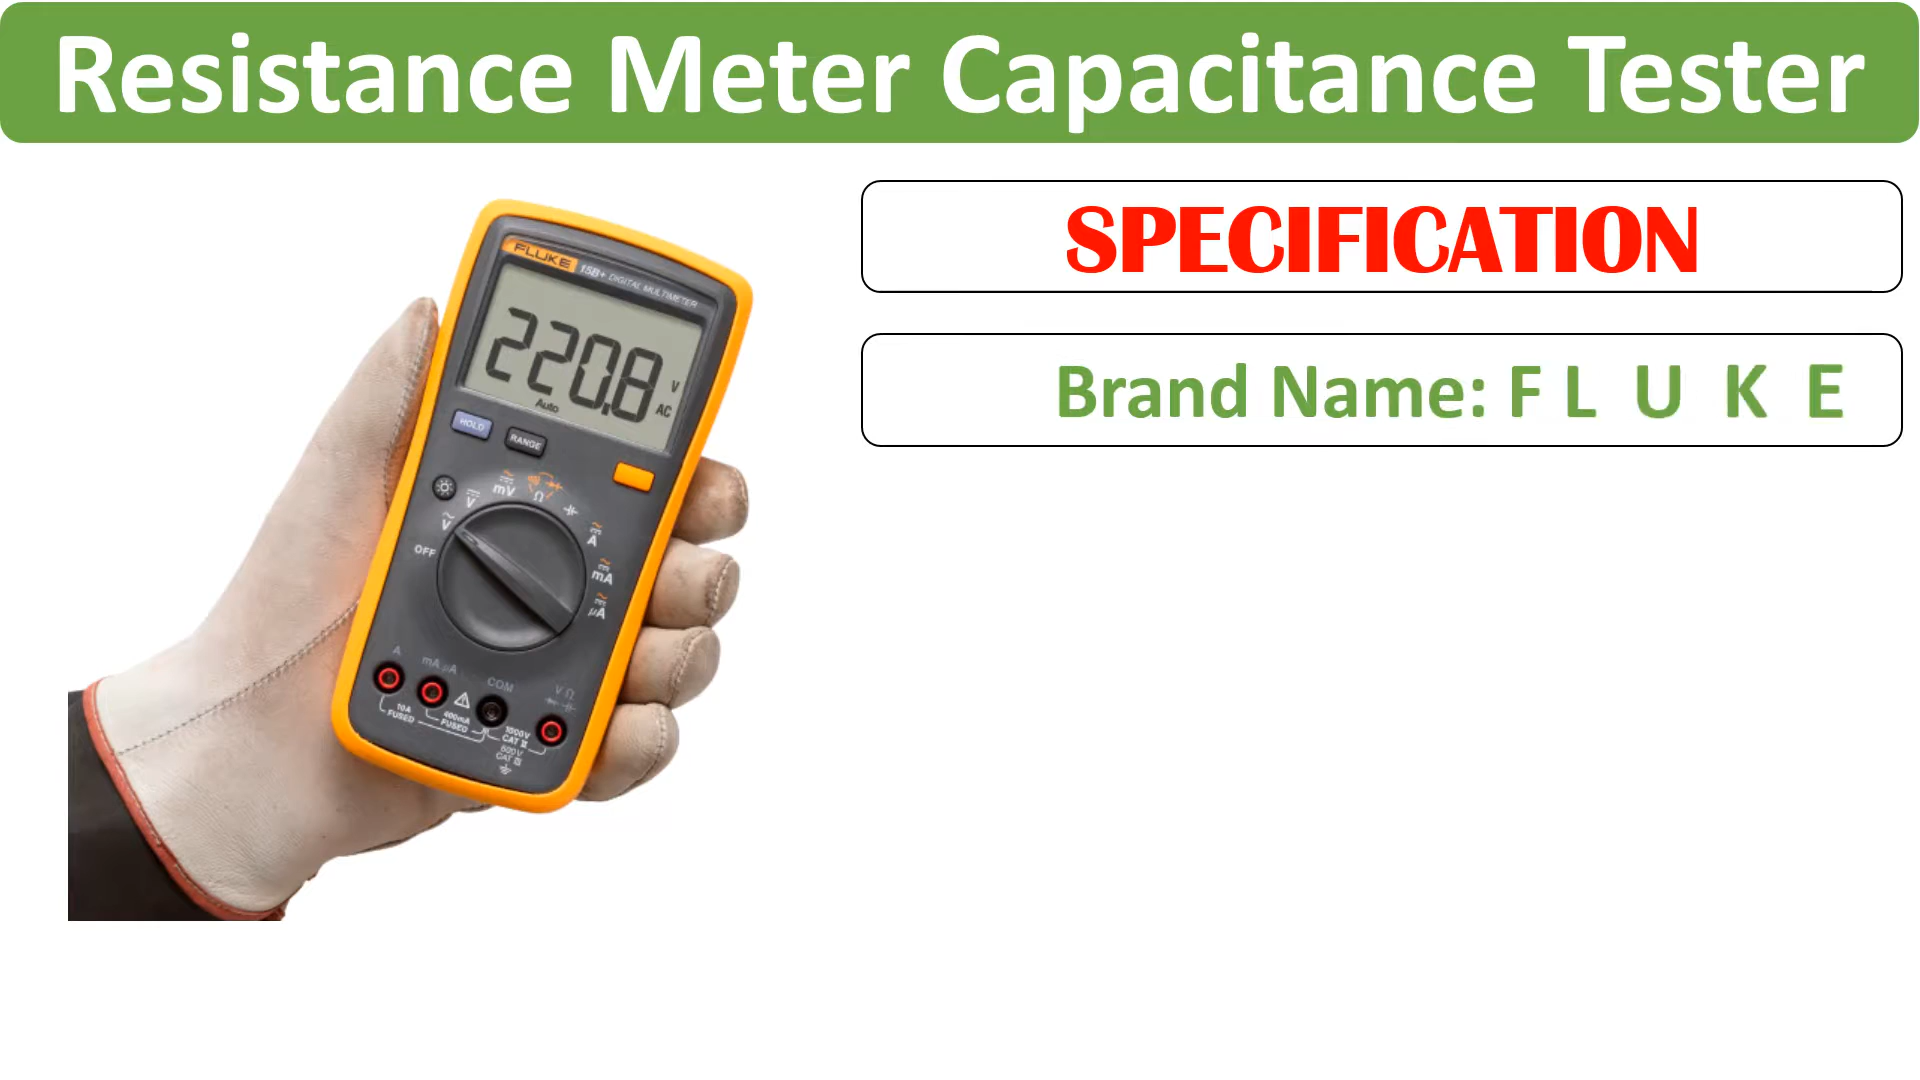 Resistance Meter Capacitance Tester
SPECIFICATION
Brand Name: F L U K E
FLUKE 15B+ DIGITAL MULTIMETER
220.8
V
AC
Auto
HOLD
RANGE
mV
Ω
V
V
A
OFF
mA
µA
A
mA µA
COM
V Ω
10A
FUSED
400mA
FUSED
1000V
CAT II
600V
CAT III